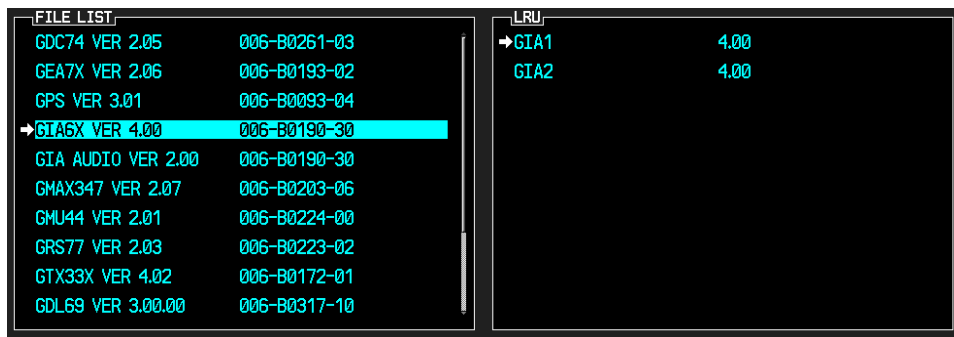 FILE LIST
GDC74 VER 2.05 006-B0261-03
GEA7X VER 2.06 006-B0193-02
GPS VER 3.01 006-B0093-04
GIA6X VER 4.00 006-B0190-30
GIA AUDIO VER 2.00 006-B0190-30
GMAX347 VER 2.07 006-B0203-06
GMU44 VER 2.01 006-B0224-00
GRS77 VER 2.03 006-B0223-02
GTX33X VER 4.02 006-B0172-01
GDL69 VER 3.00.00 006-B0317-10
LRU
GIA1 4.00
GIA2 4.00